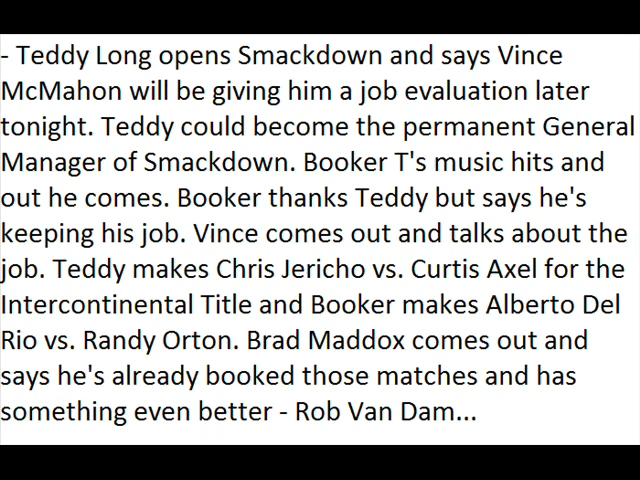 - Teddy Long opens Smackdown and says Vince
McMahon will be giving him a job evaluation later
tonight. Teddy could become the permanent General
Manager of Smackdown. Booker T's music hits and
out he comes. Booker thanks Teddy but says he's
keeping his job. Vince comes out and talks about the
job. Teddy makes Chris Jericho vs. Curtis Axel for the
Intercontinental Title and Booker makes Alberto Del
Rio vs. Randy Orton. Brad Maddox comes out and
says he's already booked those matches and has
something even better - Rob Van Dam...